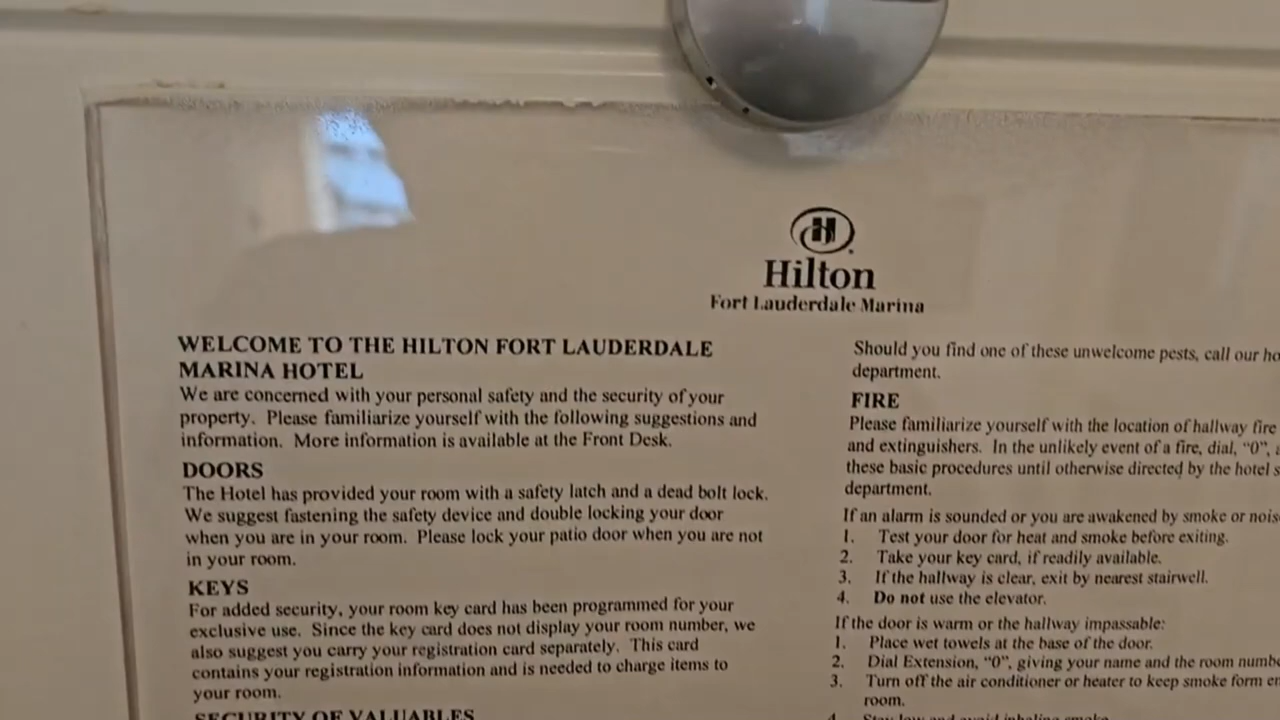 H
Hilton
Fort Lauderdale Marina
WELCOME TO THE HILTON FORT LAUDERDALE
MARINA HOTEL
We are concerned with your personal safety and the security of your
property. Please familiarize yourself with the following suggestions and
information. More information is available at the Front Desk.
DOORS
The Hotel has provided your room with a safety latch and a dead bolt lock.
We suggest fastening the safety device and double locking your door
when you are in your room. Please lock your patio door when you are not
in your room.
KEYS
For added security, your room key card has been programmed for your
exclusive use. Since the key card does not display your room number, we
also suggest you carry your registration card separately. This card
contains your registration information and is needed to charge items to
your room.
SECURITY OF VALUABLES
Should you find one of these unwelcome pests, call our
department.
FIRE
Please familiarize yourself with the location of hallway fire
and extinguishers. In the unlikely event of a fire, dial, “0”,
these basic procedures until otherwise directed by the hotel
department.
If an alarm is sounded or you are awakened by smoke or
1. Test your door for heat and smoke before exiting.
2. Take your key card, if readily available.
3. If the hallway is clear, exit by nearest stairwell.
4. Do not use the elevator.
If the door is warm or the hallway impassable:
1. Place wet towels at the base of the door.
2. Dial Extension, “0”, giving your name and the room
3. Turn off the air conditioner or heater to keep smoke form
room.
4. Stay low and avoid inhaling smoke.